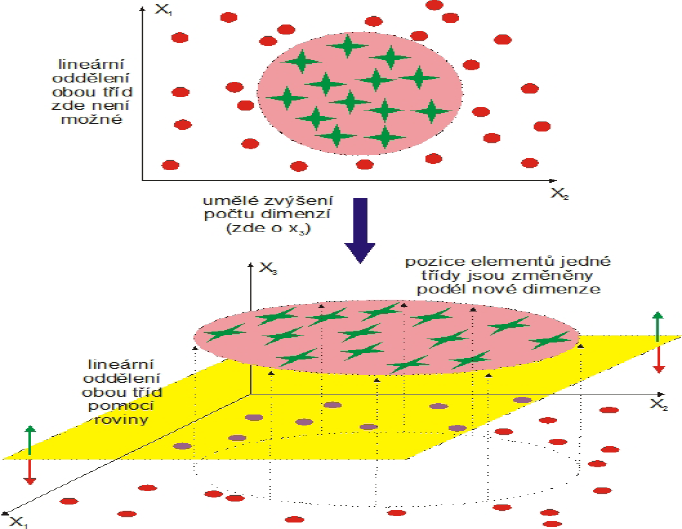 X₁
lineární
oddělení
obou tříd
zde není
možné
X₂
umělé zvýšení
počtu dimenzí
(zde o x₃)
X₃
pozice elementů jedné
třídy jsou změněny
podél nové dimenze
lineární
oddělení
obou tříd
pomocí
roviny
X₂
X₁